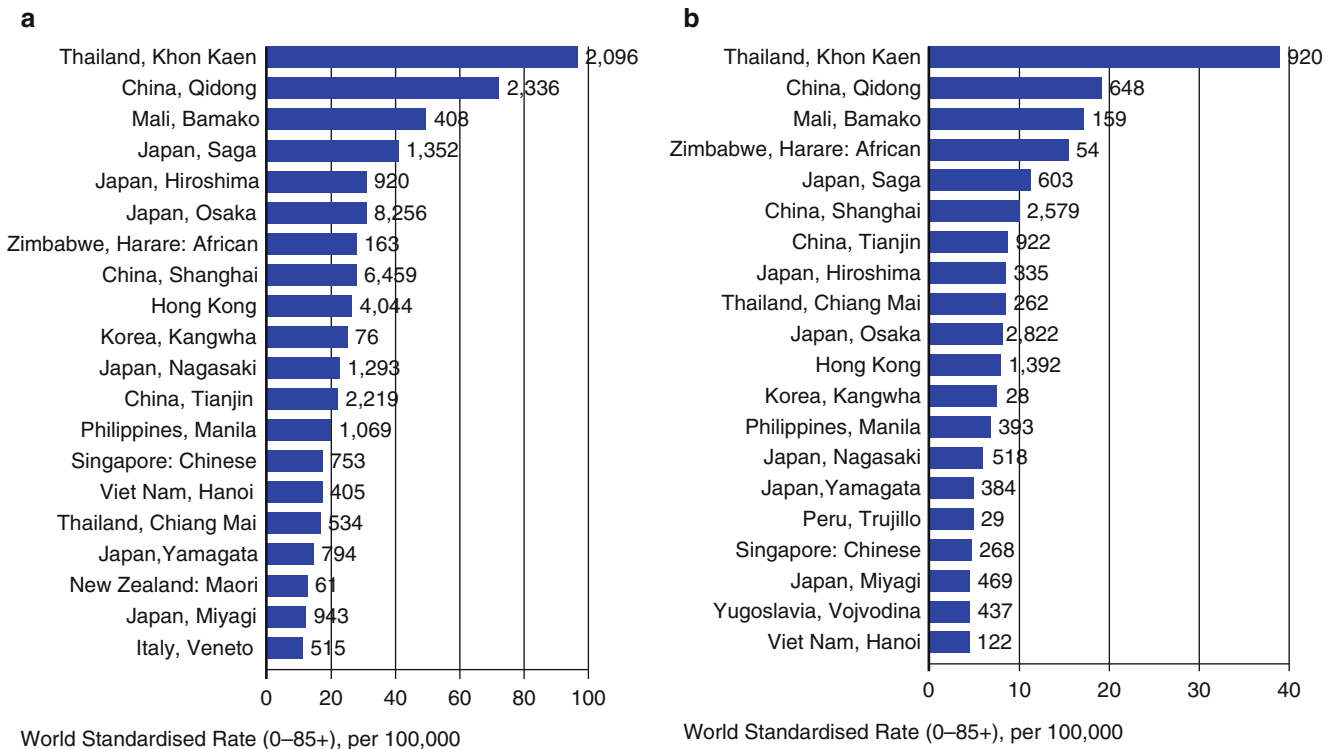 a
Thailand, Khon Kaen 2,096
China, Qidong 2,336
Mali, Bamako 408
Japan, Saga 1,352
Japan, Hiroshima 920
Japan, Osaka 8,256
Zimbabwe, Harare: African 163
China, Shanghai 6,459
Hong Kong 4,044
Korea, Kangwha 76
Japan, Nagasaki 1,293
China, Tianjin 2,219
Philippines, Manila 1,069
Singapore: Chinese 753
Viet Nam, Hanoi 405
Thailand, Chiang Mai 534
Japan,Yamagata 794
New Zealand: Maori 61
Japan, Miyagi 943
Italy, Veneto 515
0 20 40 60 80 100
World Standardised Rate (0–85+), per 100,000
b
Thailand, Khon Kaen 920
China, Qidong 648
Mali, Bamako 159
Zimbabwe, Harare: African 54
Japan, Saga 603
China, Shanghai 2,579
China, Tianjin 922
Japan, Hiroshima 335
Thailand, Chiang Mai 262
Japan, Osaka 2,822
Hong Kong 1,392
Korea, Kangwha 28
Philippines, Manila 393
Japan, Nagasaki 518
Japan,Yamagata 384
Peru, Trujillo 29
Singapore: Chinese 268
Japan, Miyagi 469
Yugoslavia, Vojvodina 437
Viet Nam, Hanoi 122
0 10 20 30 40
World Standardised Rate (0–85+), per 100,000